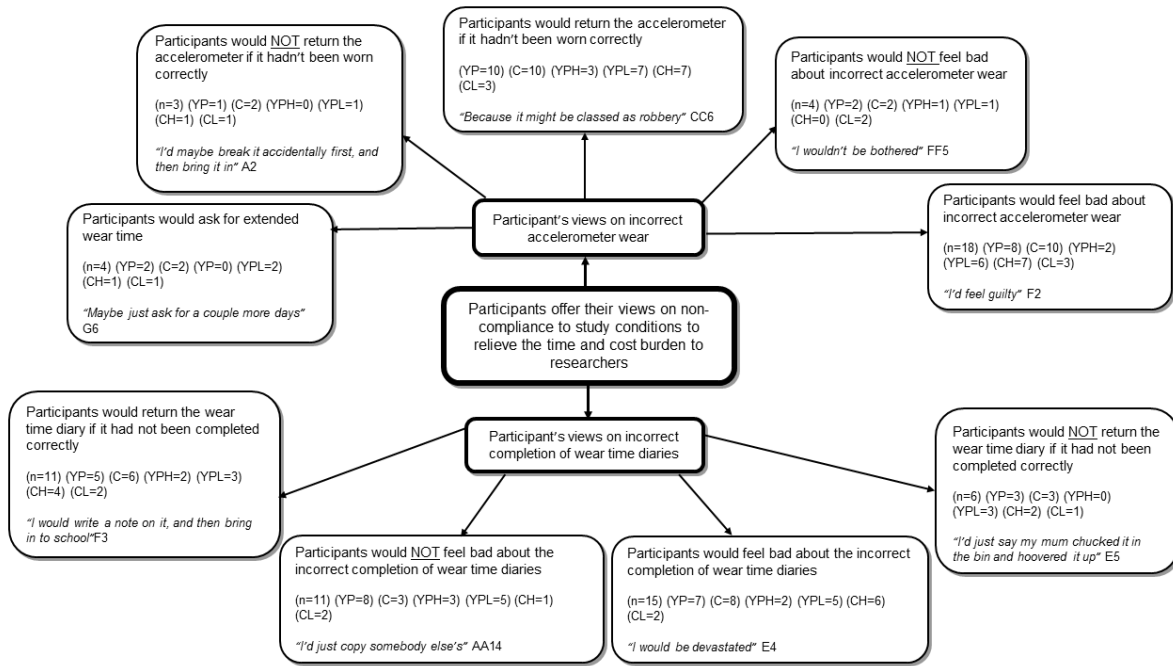 Participants would NOT return the
accelerometer if it hadn't been worn
correctly
(n=3) (YP=1) (C=2) (YPH=0) (YPL=1)
(CH=1) (CL=1)
"I'd maybe break it accidentally first, and
then bring it in" A2
Participants would return the accelerometer
if it hadn't been worn correctly
(YP=10) (C=10) (YPH=3) (YPL=7) (CH=7)
(CL=3)
"Because it might be classed as robbery" CC6
Participants would NOT feel bad
about incorrect accelerometer wear
(n=4) (YP=2) (C=2) (YPH=1) (YPL=1)
(CH=0) (CL=2)
"I wouldn't be bothered" FF5
Participants would ask for extended
wear time
(n=4) (YP=2) (C=2) (YP=0) (YPL=2)
(CH=1) (CL=1)
"Maybe just ask for a couple more days"
G6
Participant's views on incorrect
accelerometer wear
Participants would feel bad about
incorrect accelerometer wear
(n=18) (YP=8) (C=10) (YPH=2)
(YPL=6) (CH=7) (CL=3)
"I'd feel guilty" F2
Participants offer their views on non-
compliance to study conditions to
relieve the time and cost burden to
researchers
Participants would return the wear
time diary if it had not been completed
correctly
(n=11) (YP=5) (C=6) (YPH=2) (YPL=3)
(CH=4) (CL=2)
"I would write a note on it, and then bring
in to school"F3
Participant's views on incorrect
completion of wear time diaries
Participants would NOT return the
wear time diary if it had not been
completed correctly
(n=6) (YP=3) (C=3) (YPH=0)
(YPL=3) (CH=2) (CL=1)
"I'd just say my mum chucked it in
the bin and hoovered it up" E5
Participants would NOT feel bad about the
incorrect completion of wear time diaries
(n=11) (YP=8) (C=3) (YPH=3) (YPL=5) (CH=1)
(CL=2)
"I'd just copy somebody else's" AA14
Participants would feel bad about the incorrect
completion of wear time diaries
(n=15) (YP=7) (C=8) (YPH=2) (YPL=5) (CH=6)
(CL=2)
"I would be devastated" E4